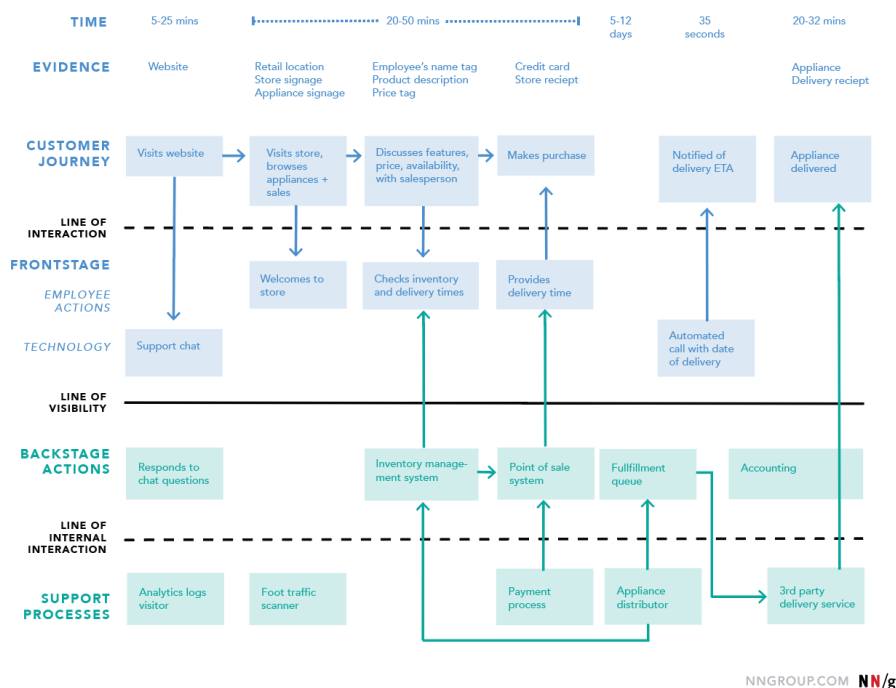 TIME
5-25 mins
20-50 mins
5-12
days
35
seconds
20-32 mins
EVIDENCE
Website
Retail location
Store signage
Appliance signage
Employee's name tag
Product description
Price tag
Credit card
Store reciept
Appliance
Delivery reciept
CUSTOMER
JOURNEY
Visits website
Visits store,
browses
appliances +
sales
Discusses features,
price, availability,
with salesperson
Makes purchase
Notified of
delivery ETA
Appliance
delivered
LINE OF
INTERACTION
FRONTSTAGE
EMPLOYEE
ACTIONS
Welcomes to
store
Checks inventory
and delivery times
Provides
delivery time
TECHNOLOGY
Support chat
Automated
call with date
of delivery
LINE OF
VISIBILITY
BACKSTAGE
ACTIONS
Responds to
chat questions
Inventory manage-
ment system
Point of sale
system
Fullfillment
queue
Accounting
LINE OF
INTERNAL
INTERACTION
SUPPORT
PROCESSES
Analytics logs
visitor
Foot traffic
scanner
Payment
process
Appliance
distributor
3rd party
delivery service
NNGROUP.COM NN/g